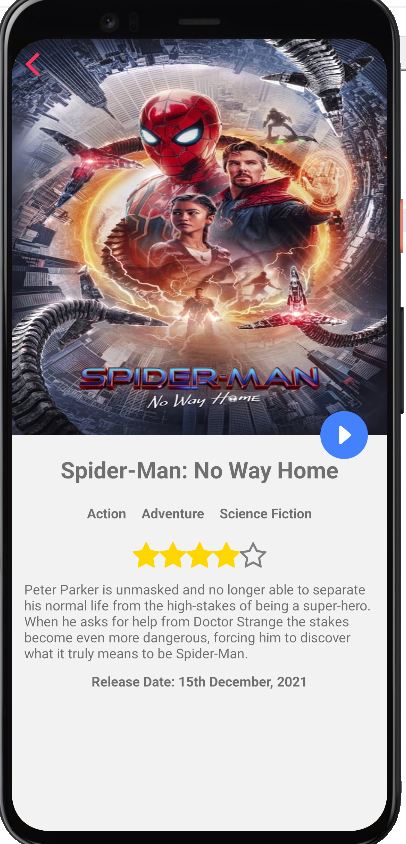 SPIDER-MAN
No Way Home
Spider-Man: No Way Home
Action Adventure Science Fiction
Peter Parker is unmasked and no longer able to separate
his normal life from the high-stakes of being a super-hero.
When he asks for help from Doctor Strange the stakes
become even more dangerous, forcing him to discover
what it truly means to be Spider-Man.
Release Date: 15th December, 2021